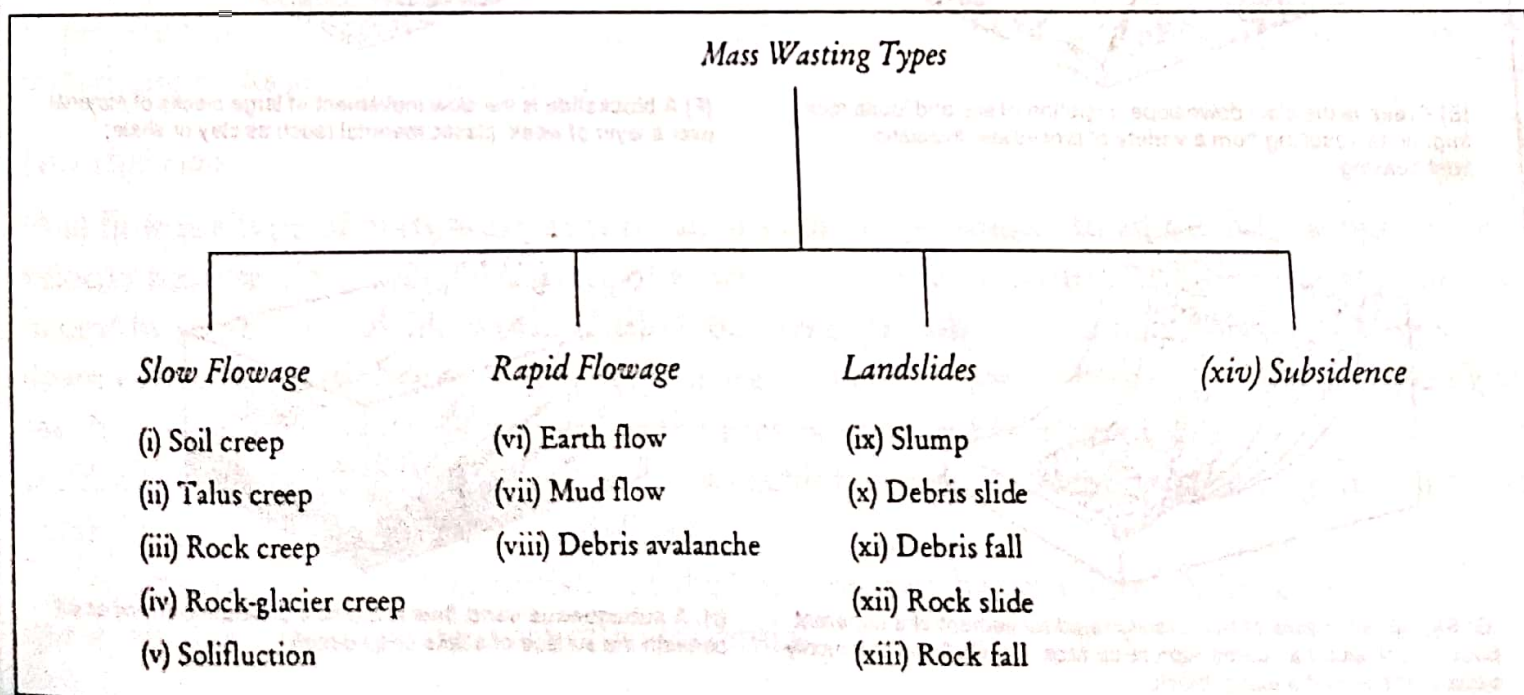 Mass Wasting Types
Slow Flowage
(i) Soil creep
(ii) Talus creep
(iii) Rock creep
(iv) Rock-glacier creep
(v) Solifluction
Rapid Flowage
(vi) Earth flow
(vii) Mud flow
(viii) Debris avalanche
Landslides
(ix) Slump
(x) Debris slide
(xi) Debris fall
(xii) Rock slide
(xiii) Rock fall
(xiv) Subsidence